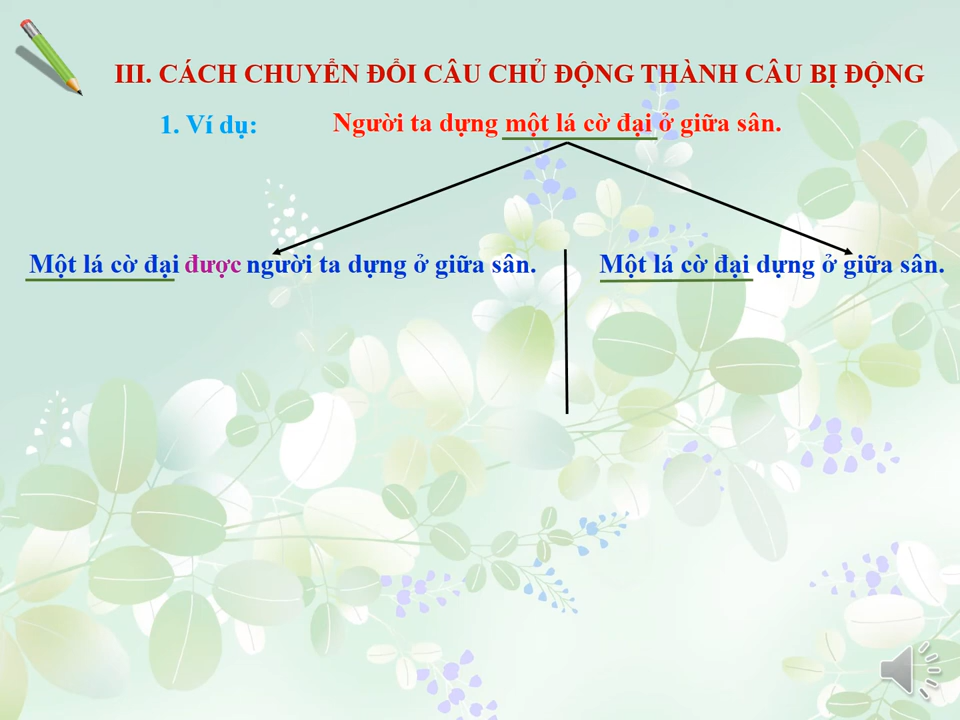 III. CÁCH CHUYỂN ĐỔI CÂU CHỦ ĐỘNG THÀNH CÂU BỊ ĐỘNG
1. Ví dụ: Người ta dựng một lá cờ đại ở giữa sân.
Một lá cờ đại được người ta dựng ở giữa sân.
Một lá cờ đại dựng ở giữa sân.